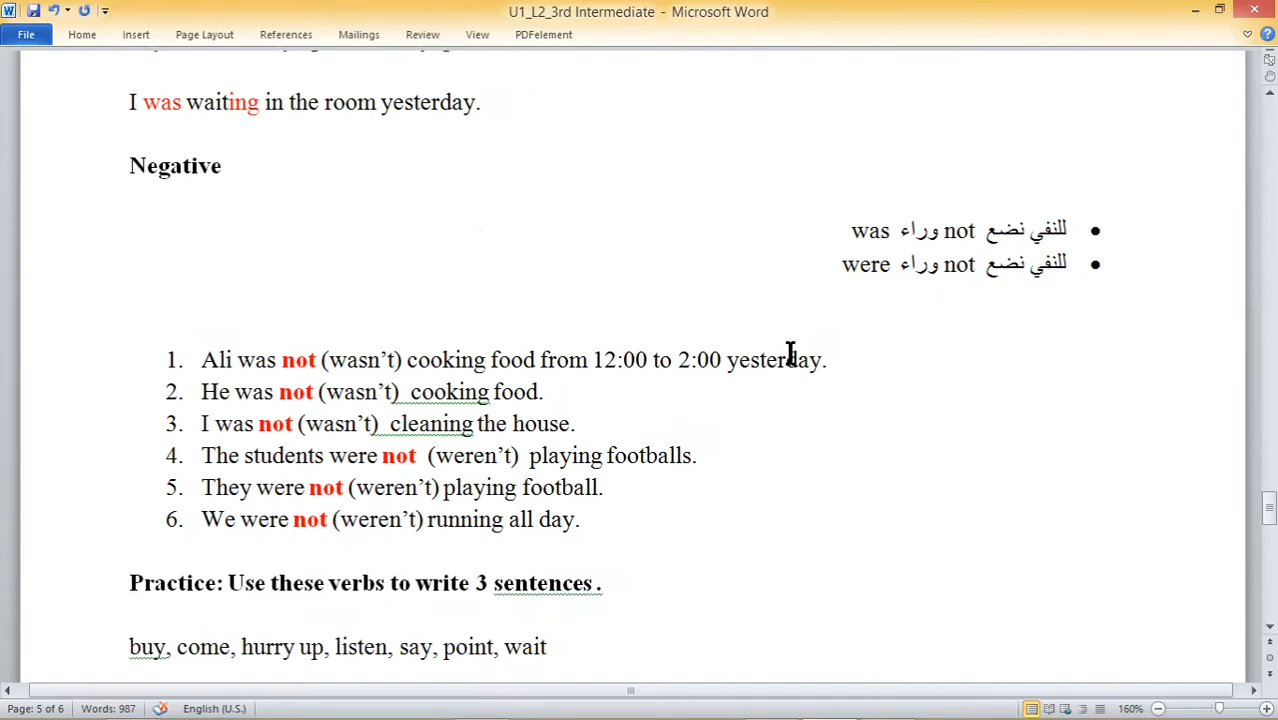 U1_L2_3rd Intermediate - Microsoft Word
File Home Insert Page Layout References Mailings Review View PDFelement
I was waiting in the room yesterday.
Negative
• للنفي نضع not وراء was
• للنفي نضع not وراء were
1. Ali was not (wasn’t) cooking food from 12:00 to 2:00 yesterday.
2. He was not (wasn’t) cooking food.
3. I was not (wasn’t) cleaning the house.
4. The students were not (weren’t) playing footballs.
5. They were not (weren’t) playing football.
6. We were not (weren’t) running all day.
Practice: Use these verbs to write 3 sentences .
buy, come, hurry up, listen, say, point, wait
Page: 5 of 6 Words: 987 English (U.S.) 160%